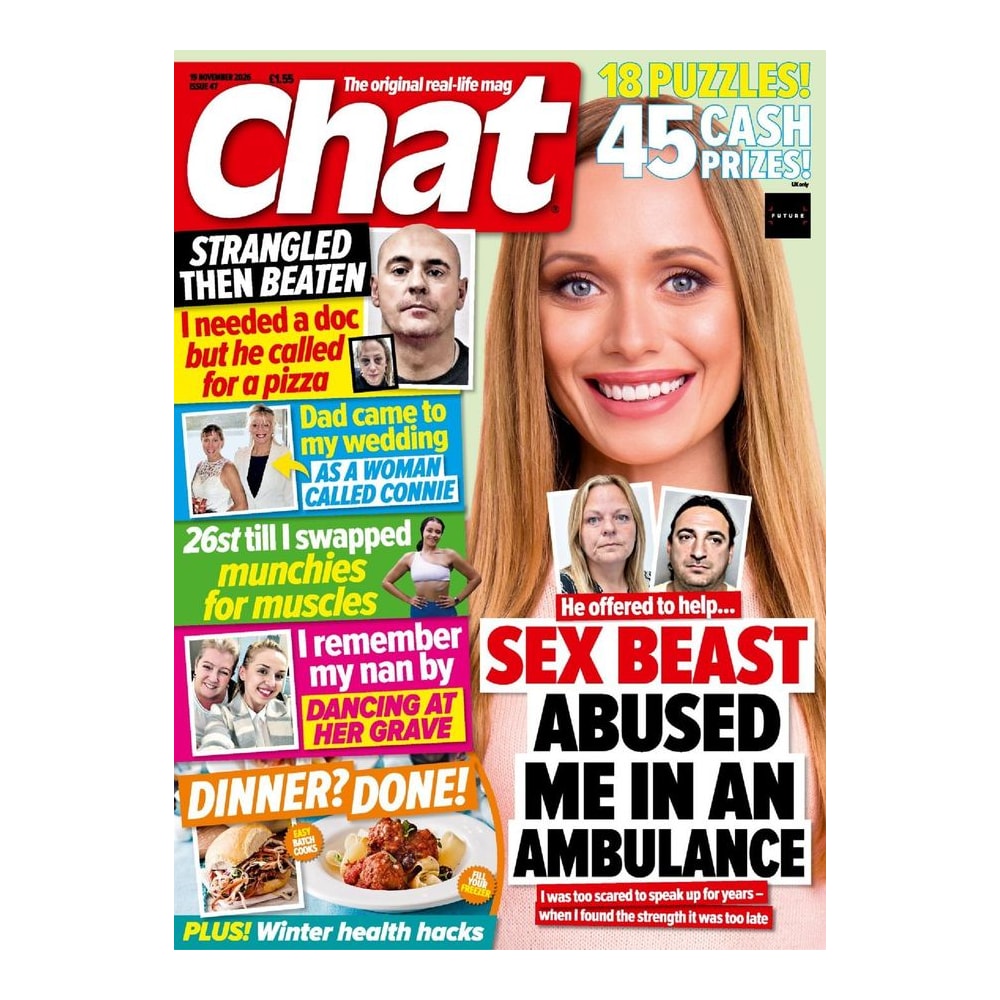 19 NOVEMBER 2026
ISSUE 47
£1.55
The original real-life mag
Chat
18 PUZZLES!
45 CASH
PRIZES!
UK only
FUTURE
STRANGLED
THEN BEATEN
I needed a doc
but he called
for a pizza
Dad came to
my wedding
AS A WOMAN
CALLED CONNIE
26st till I swapped
munchies
for muscles
I remember
my nan by
DANCING AT
HER GRAVE
DINNER? DONE!
EASY
BATCH
COOKS
FILL
YOUR
FREEZER
PLUS! Winter health hacks
He offered to help...
SEX BEAST
ABUSED
ME IN AN
AMBULANCE
I was too scared to speak up for years –
when I found the strength it was too late